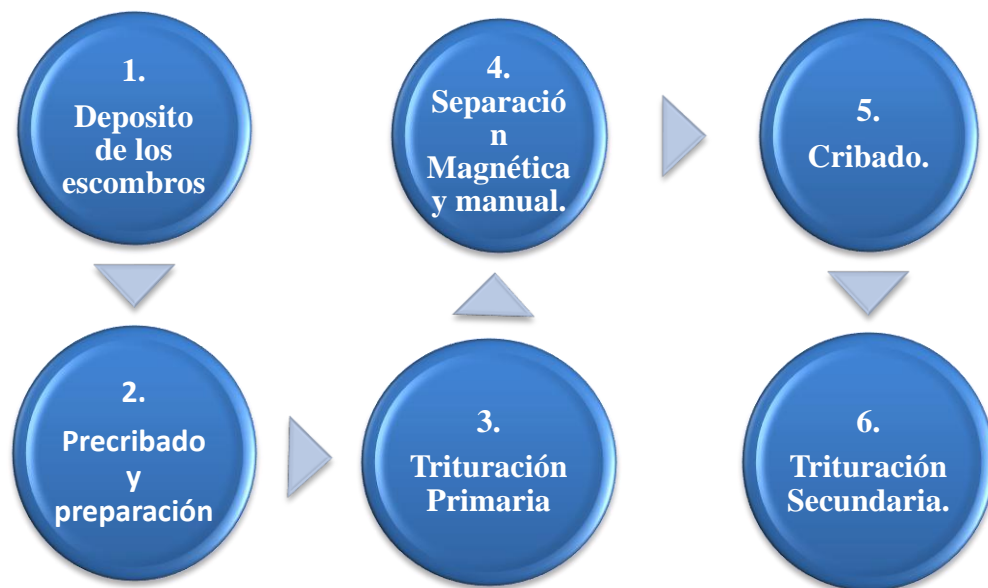 1.
Deposito
de los
escombros
2.
Precribado
y
preparación
3.
Trituración
Primaria
4.
Separació
n
Magnética
y manual.
5.
Cribado.
6.
Trituración
Secundaria.